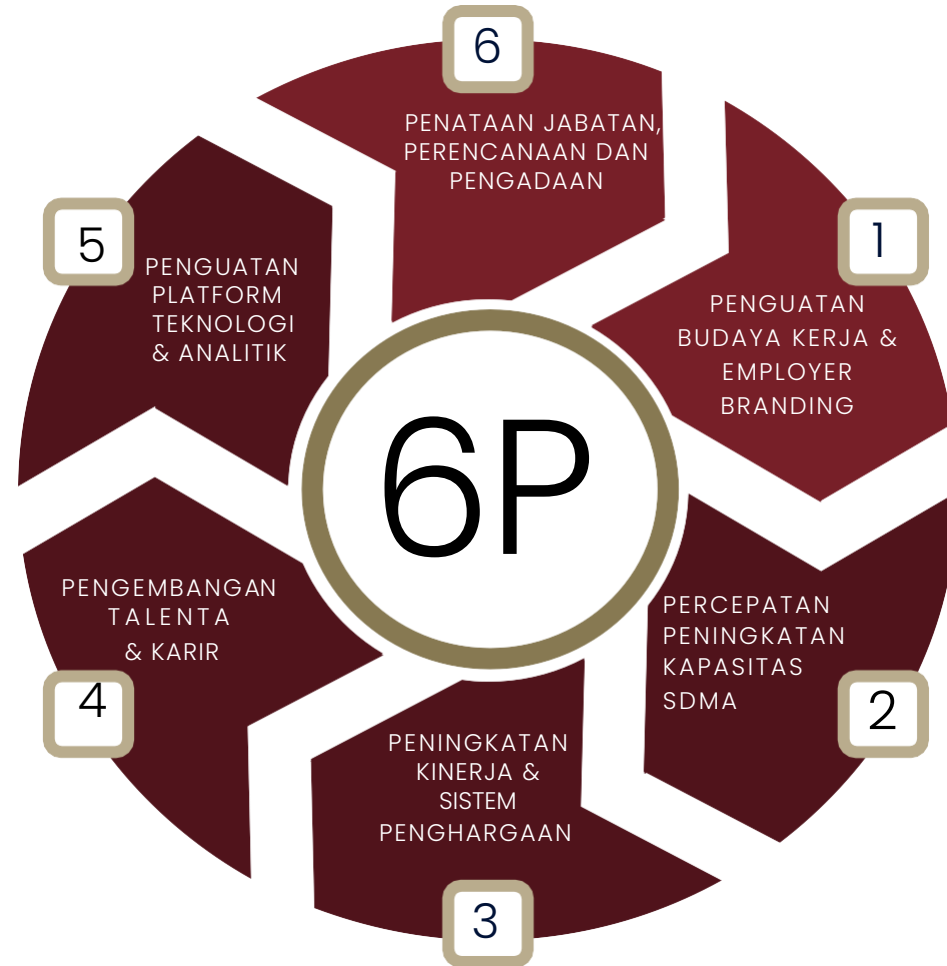 6
PENATAAN JABATAN,
PERENCANAAN DAN
PENGADAAN
1
PENGUATAN
BUDAYA KERJA &
EMPLOYER
BRANDING
2
PERCEPATAN
PENINGKATAN
KAPASITAS
SDMA
3
PENINGKATAN
KINERJA &
SISTEM
PENGHARGAAN
4
PENGEMBANGAN
TALENTA
& KARIR
5
PENGUATAN
PLATFORM
TEKNOLOGI
& ANALITIK
6P